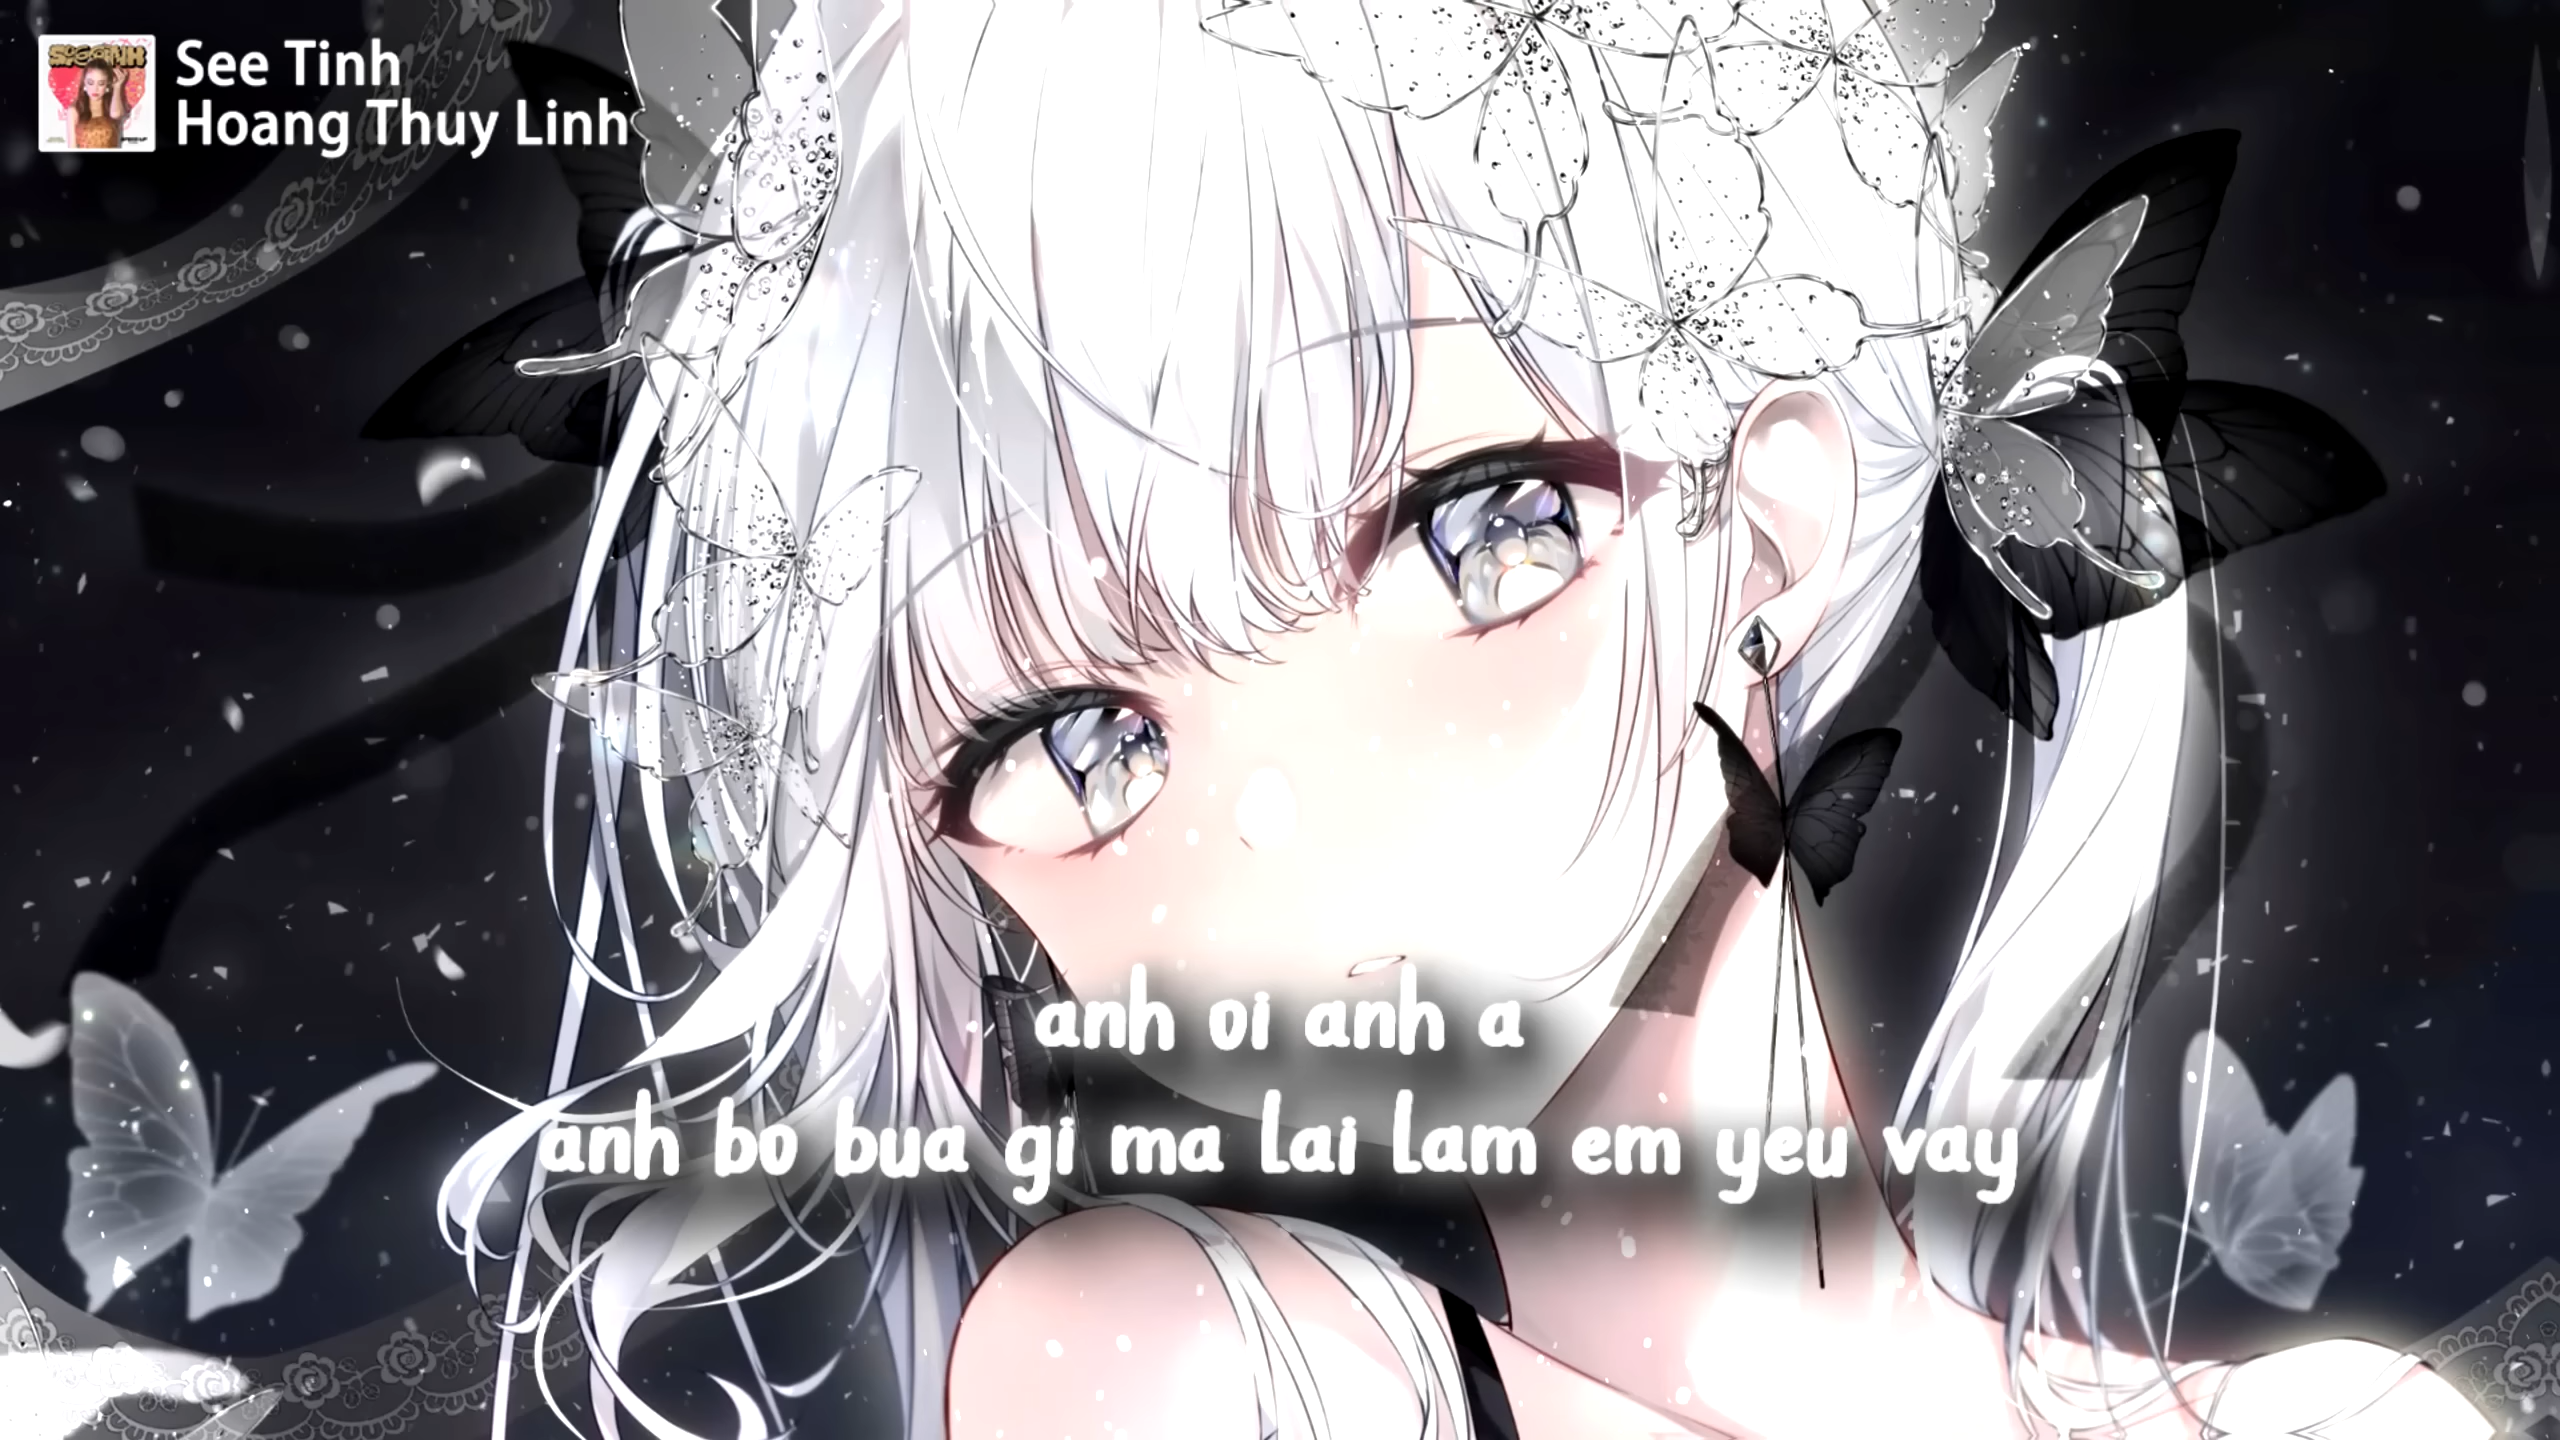 See Tinh
Hoang Thuy Linh
anh oi anh a
anh bo bua gi ma lai lam em yeu vay